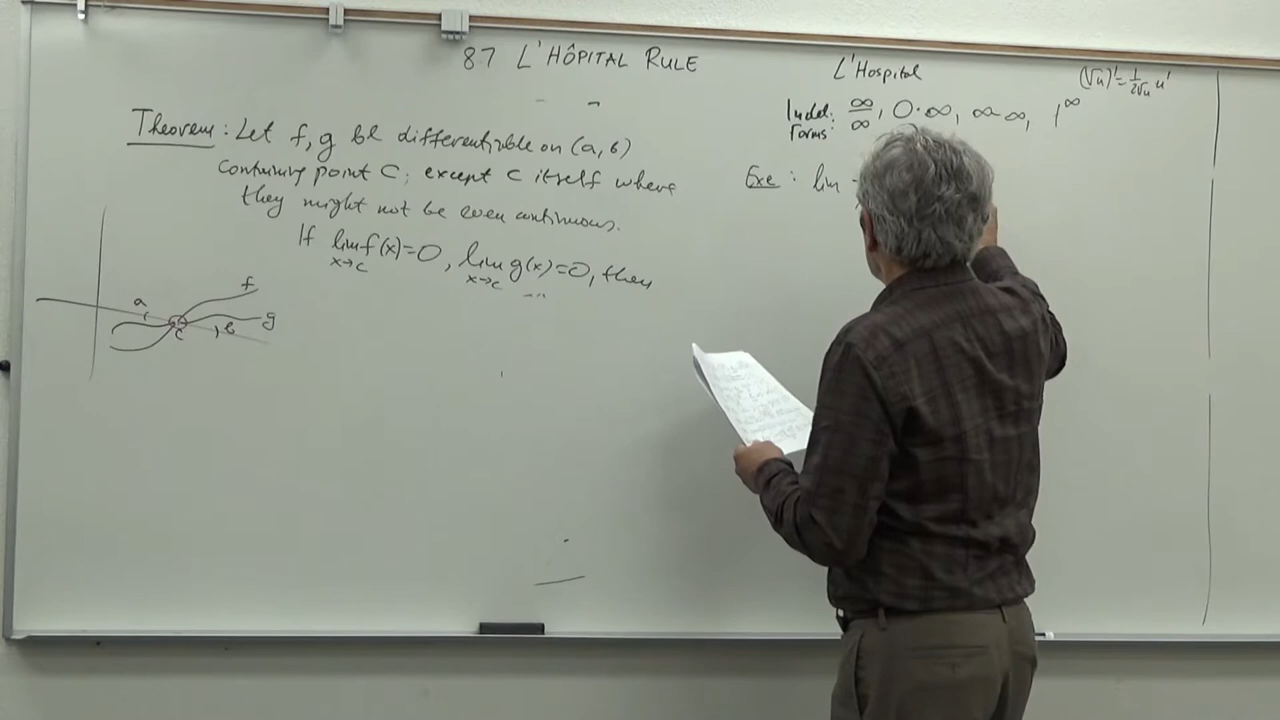 87 L'HÔPITAL RULE
Theorem: Let f, g be differentiable on (a, b)
containing point C, except c itself where
they might not be even continuous.
If lim f(x)=0, lim g(x)=0, then
x→c x→c
a
f
g
c
b
L'Hospital
(√u)'=1/(2√u) u'
Indet. Forms: ∞/∞, 0·∞, ∞-∞, 1^∞
Exe: lim